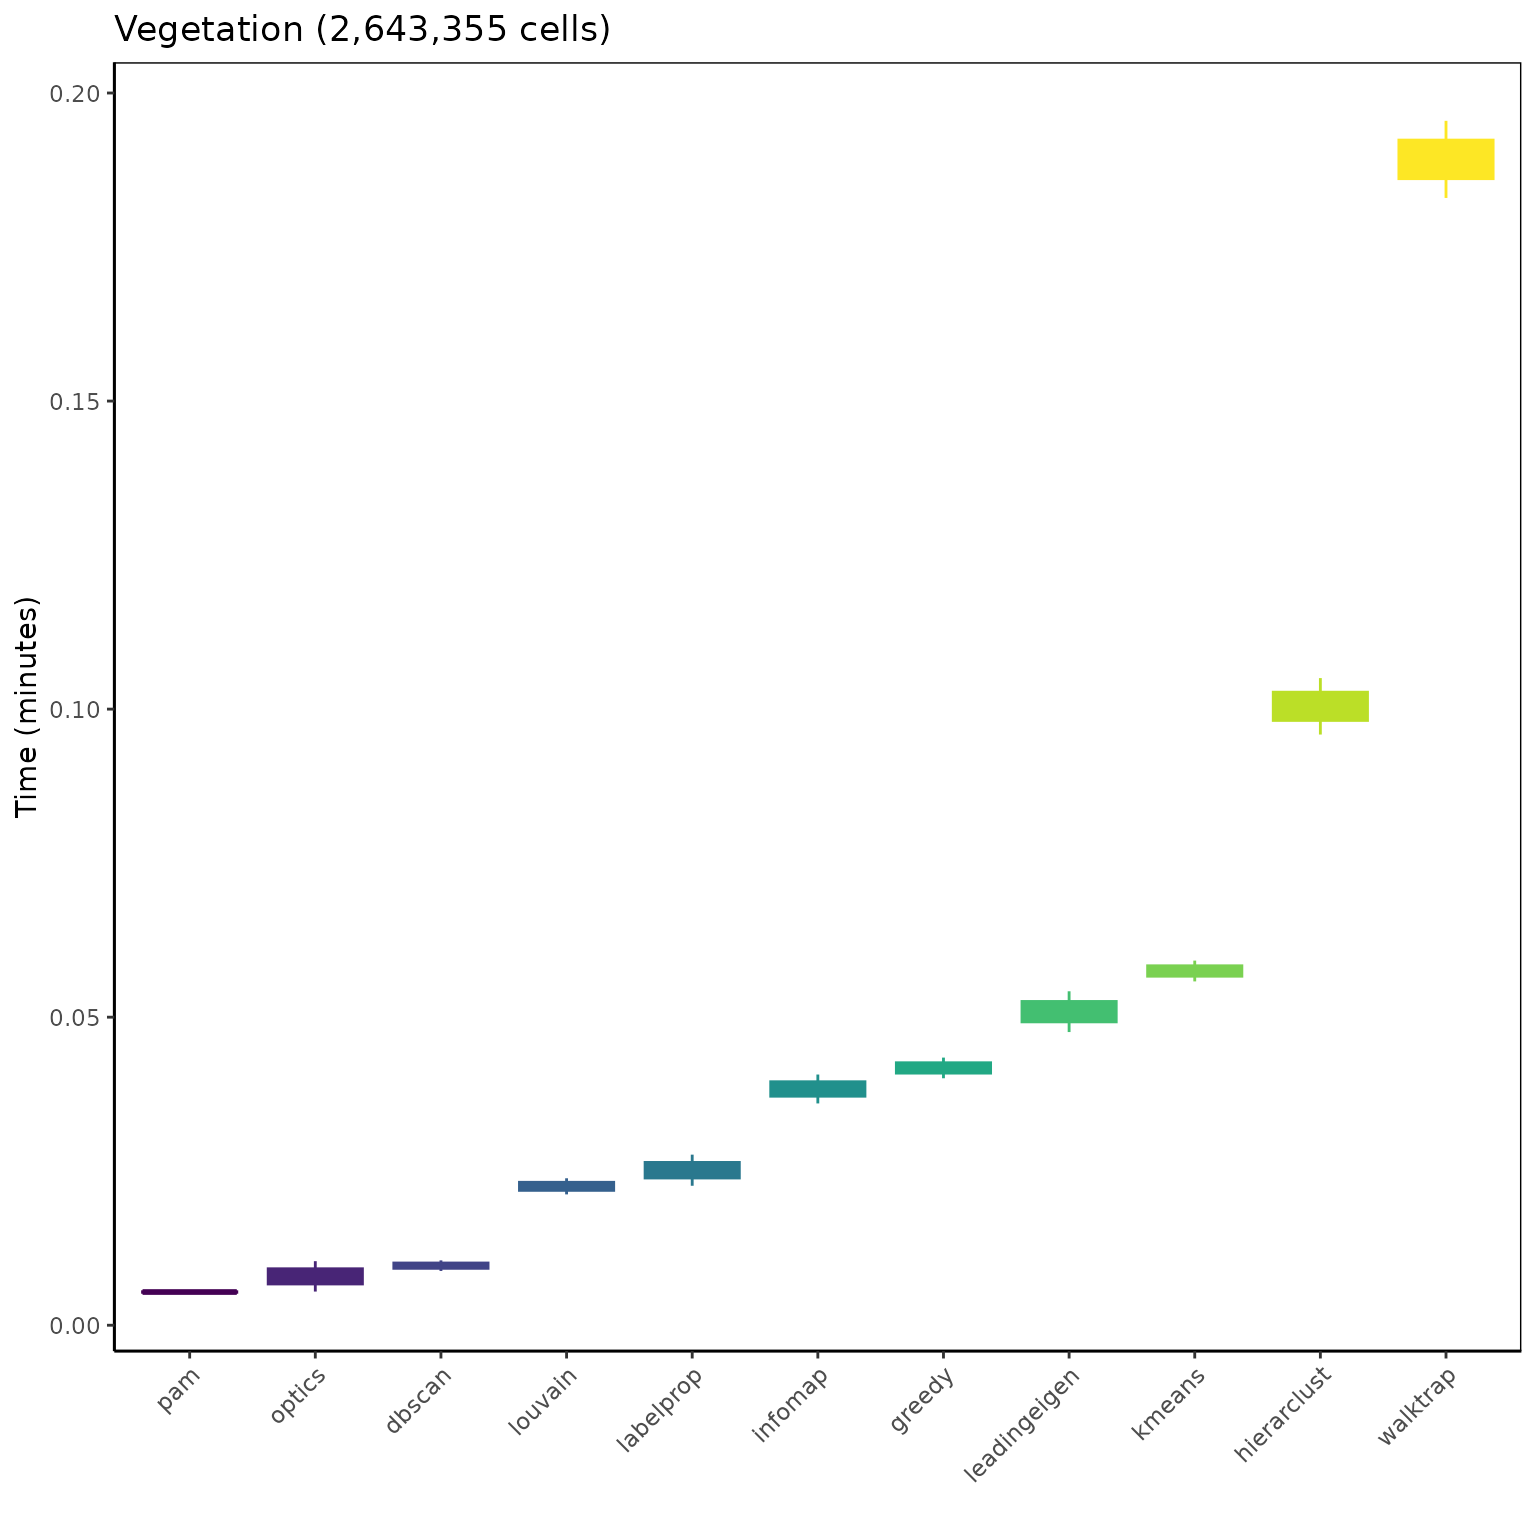 Vegetation (2,643,355 cells)
Time (minutes)
0.20
0.15
0.10
0.05
0.00
pam
optics
dbscan
louvain
labelprop
infomap
greedy
leadingeigen
kmeans
hierarclust
walktrap